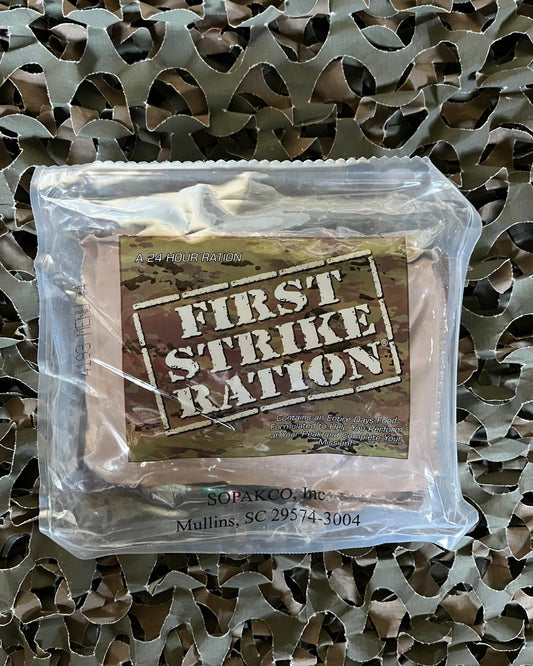 A 24 HOUR RATION
FIRST
STRIKE
RATION®
Contains an Entire Days Food
Formulated to Help You Perform
at Your Peak and Complete Your
Mission!
SOPAKCO, Inc.
Mullins, SC 29574-3004